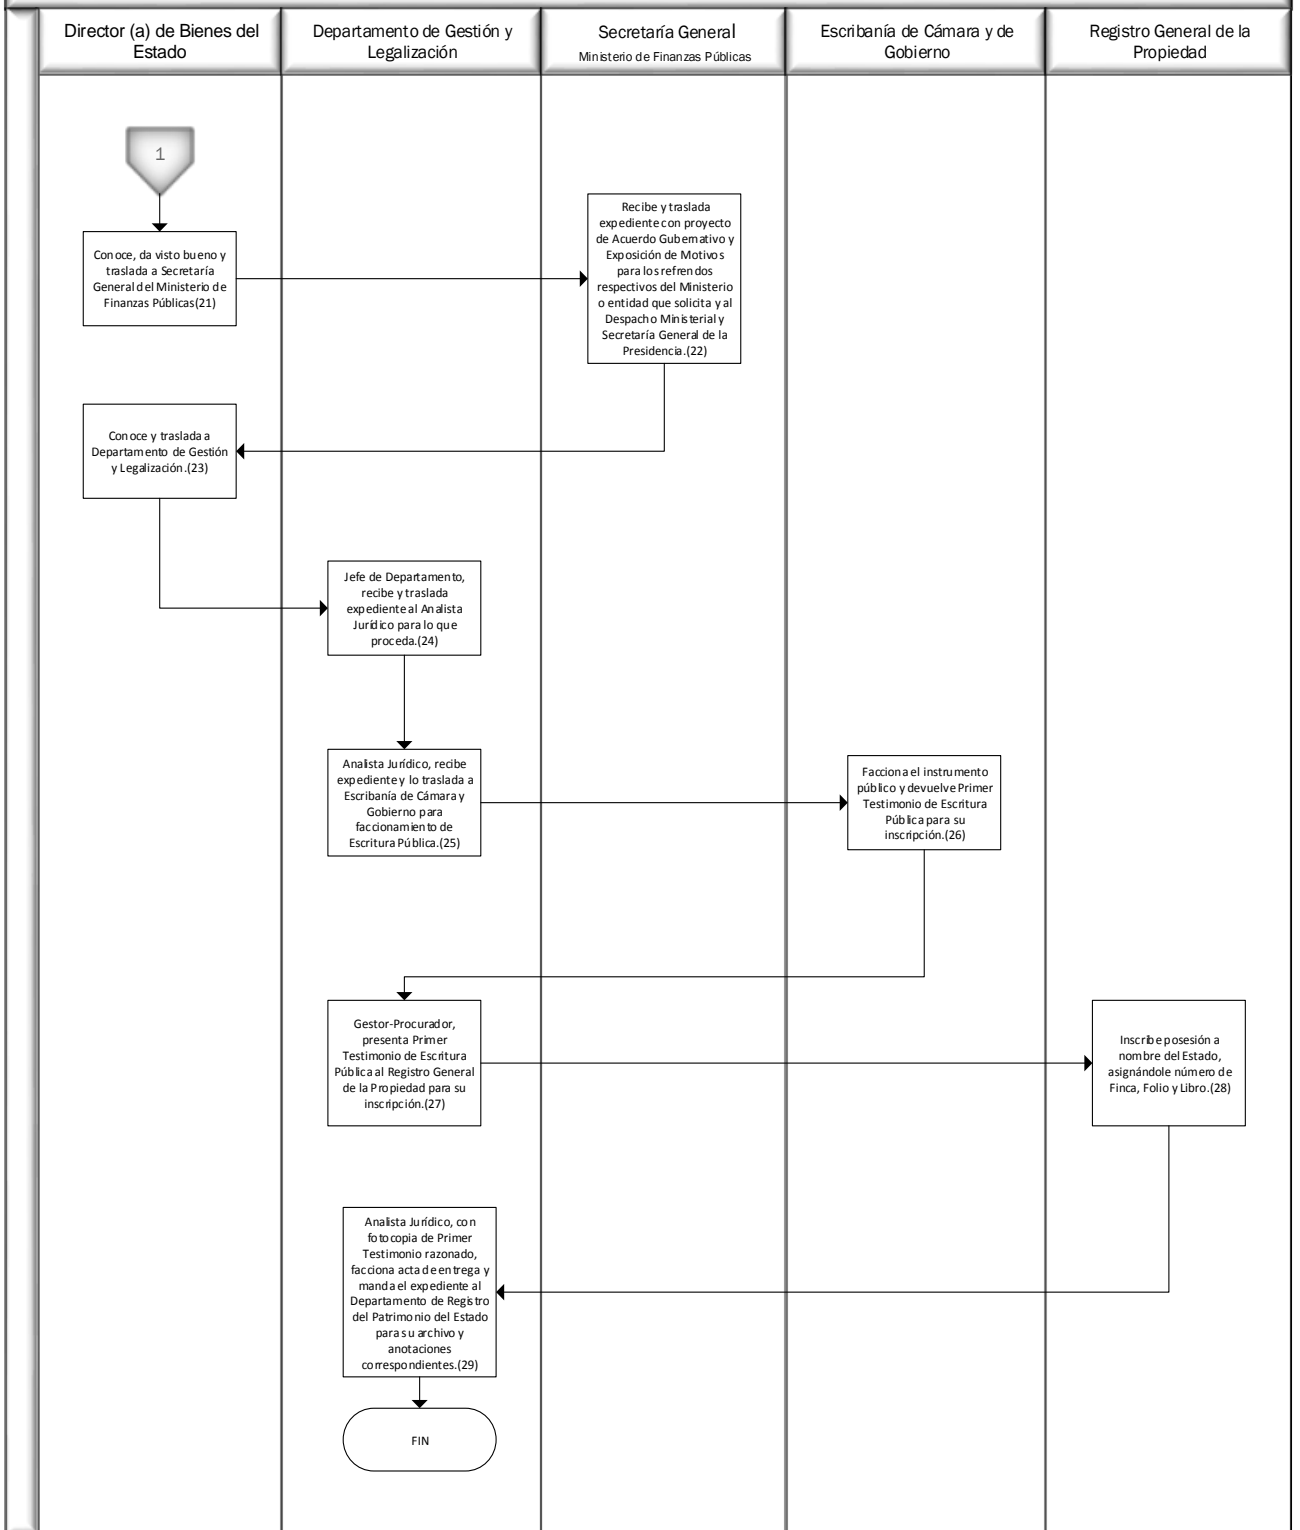 Director (a) de Bienes del
Estado
Departamento de Gestión y
Legalización
Secretaría General
Ministerio de Finanzas Públicas
Escribanía de Cámara y de
Gobierno
Registro General de la
Propiedad
1
Conoce, da visto bueno y
traslada a Secretaría
General del Ministerio de
Finanzas Públicas(21)
Recibe y traslada
expediente con proyecto
de Acuerdo Gubernativo y
Exposición de Motivos
para los refrendos
respectivos del Ministerio
o entidad que solicita y al
Despacho Ministerial y
Secretaría General de la
Presidencia.(22)
Conoce y traslada a
Departamento de Gestión
y Legalización.(23)
Jefe de Departamento,
recibe y traslada
expediente al Analista
Jurídico para lo que
proceda.(24)
Analista Jurídico, recibe
expediente y lo traslada a
Escribanía de Cámara y
Gobierno para
faccionamiento de
Escritura Pública.(25)
Facciona el instrumento
público y devuelve Primer
Testimonio de Escritura
Pública para su
inscripción.(26)
Gestor-Procurador,
presenta Primer
Testimonio de Escritura
Pública al Registro General
de la Propiedad para su
inscripción.(27)
Inscribe posesión a
nombre del Estado,
asignándole número de
Finca, Folio y Libro.(28)
Analista Jurídico, con
fotocopia de Primer
Testimonio razonado,
facciona acta de entrega y
manda el expediente al
Departamento de Registro
del Patrimonio del Estado
para su archivo y
anotaciones
correspondientes.(29)
FIN